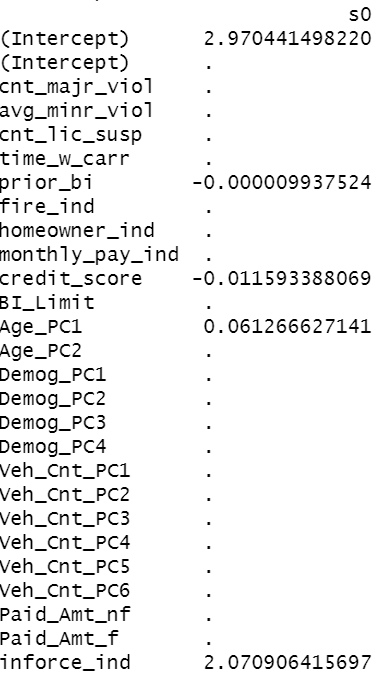 s0
(Intercept) 2.970441498220
(Intercept) .
cnt_majr_viol .
avg_minr_viol .
cnt_lic_susp .
time_w_carr .
prior_bi -0.000009937524
fire_ind .
homeowner_ind .
monthly_pay_ind .
credit_score -0.011593388069
BI_Limit .
Age_PC1 0.061266627141
Age_PC2 .
Demog_PC1 .
Demog_PC2 .
Demog_PC3 .
Demog_PC4 .
Veh_Cnt_PC1 .
Veh_Cnt_PC2 .
Veh_Cnt_PC3 .
Veh_Cnt_PC4 .
Veh_Cnt_PC5 .
Veh_Cnt_PC6 .
Paid_Amt_nf .
Paid_Amt_f .
inforce_ind 2.070906415697